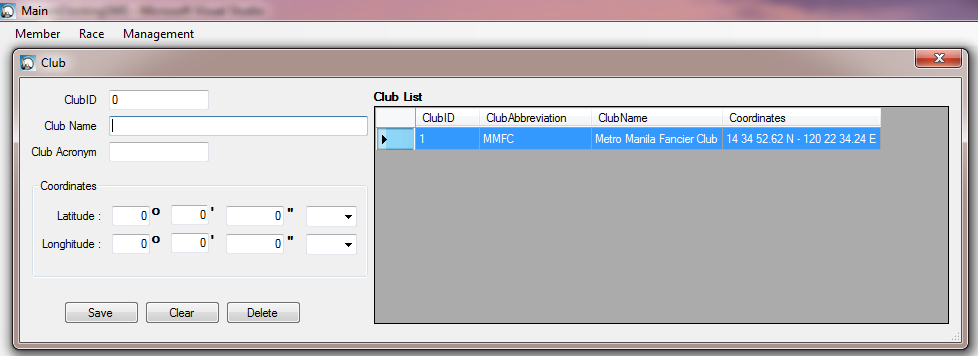 Main
Microsoft Visual Studio
Member Race Management
Club
ClubID 0
Club Name
Club Acronym
Coordinates
Latitude : 0 o 0 ' 0 "
Longhitude : 0 o 0 ' 0 "
Save Clear Delete
Club List
ClubID ClubAbbreviation ClubName Coordinates
1 MMFC Metro Manila Fancier Club 14 34 52.62 N - 120 22 34.24 E